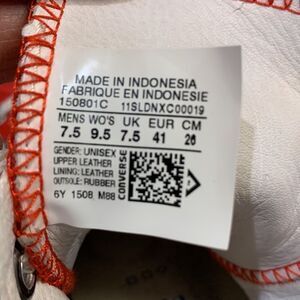 MADE IN INDONESIA
FABRIQUE EN INDONESIE
150801C 11SLDNXC00019
MENS WO'S UK EUR CM
7.5 9.5 7.5 41 26
GENDER: UNISEX
UPPER LEATHER
LINING: LEATHER
OUTSOLE: RUBBER
6Y 1508 M88
CONVERSE